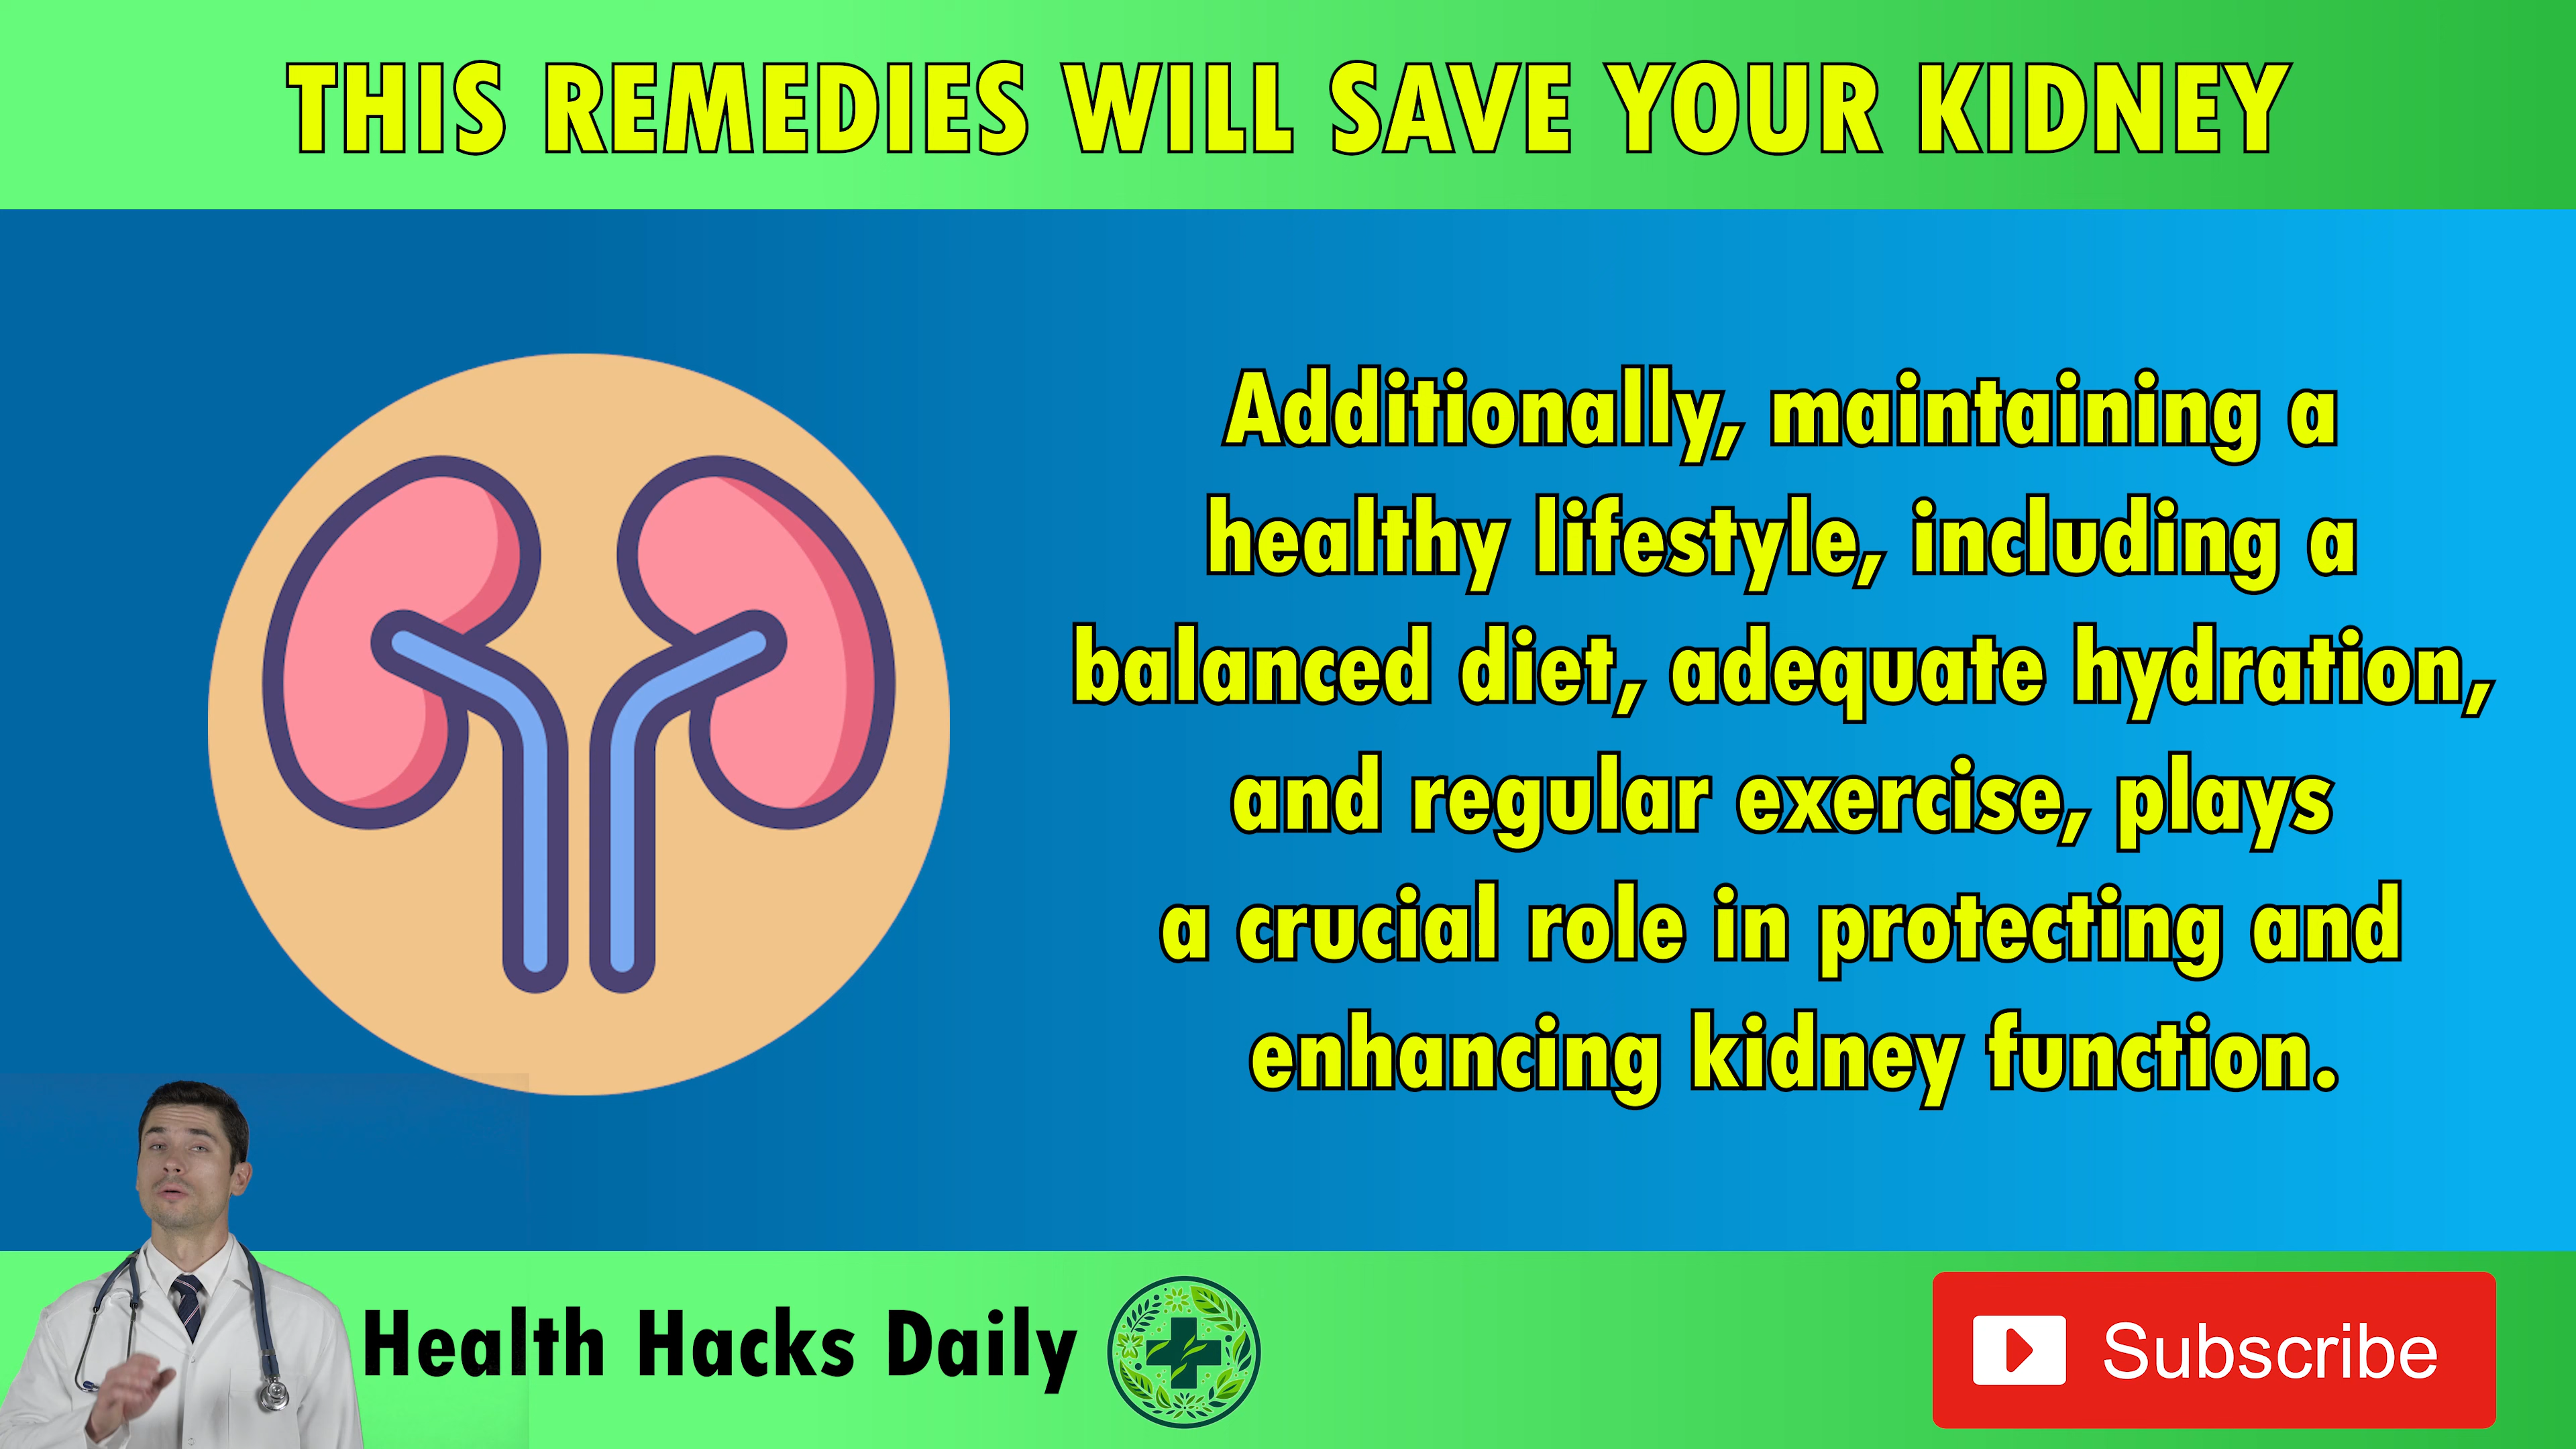 THIS REMEDIES WILL SAVE YOUR KIDNEY
Additionally, maintaining a
healthy lifestyle, including a
balanced diet, adequate hydration,
and regular exercise, plays
a crucial role in protecting and
enhancing kidney function.
Health Hacks Daily
Subscribe